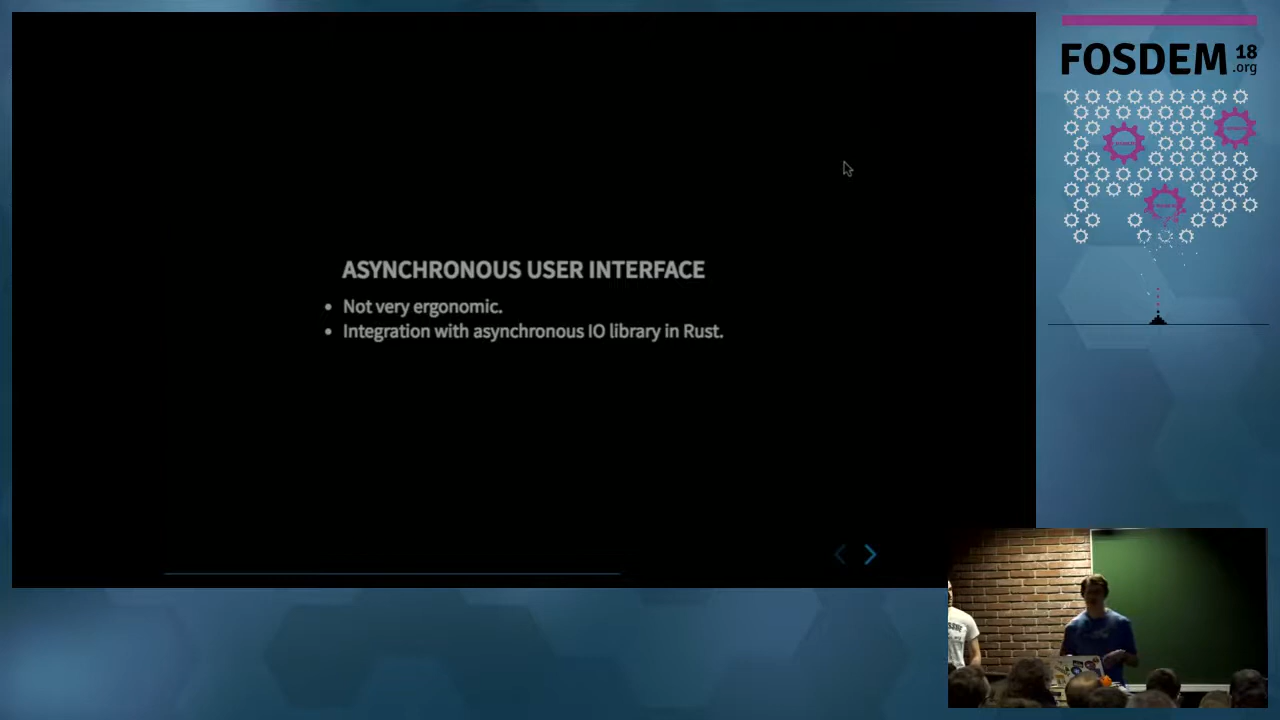 ASYNCHRONOUS USER INTERFACE
• Not very ergonomic.
• Integration with asynchronous IO library in Rust.
FOSDEM 18
.org